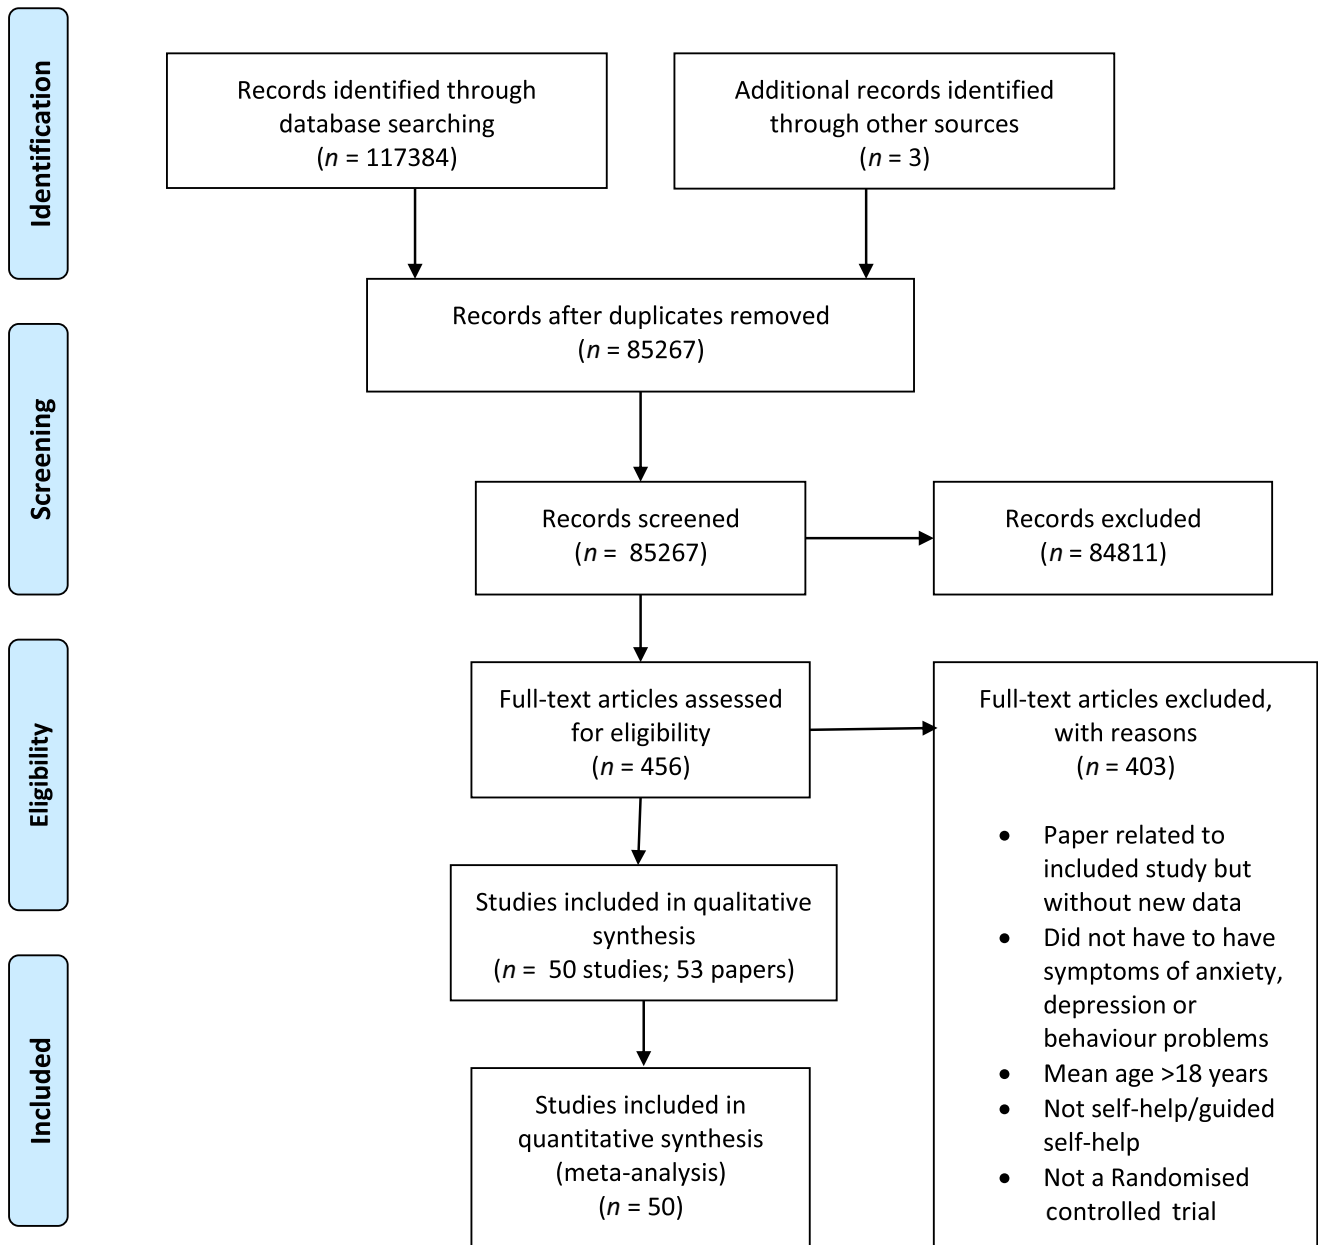 Identification
Records identified through
database searching
(n = 117384)
Additional records identified
through other sources
(n = 3)
Records after duplicates removed
(n = 85267)
Screening
Records screened
(n = 85267)
Records excluded
(n = 84811)
Eligibility
Full-text articles assessed
for eligibility
(n = 456)
Full-text articles excluded,
with reasons
(n = 403)
• Paper related to
included study but
without new data
• Did not have to have
symptoms of anxiety,
depression or
behaviour problems
• Mean age >18 years
• Not self-help/guided
self-help
• Not a Randomised
controlled trial
Studies included in qualitative
synthesis
(n = 50 studies; 53 papers)
Included
Studies included in
quantitative synthesis
(meta-analysis)
(n = 50)